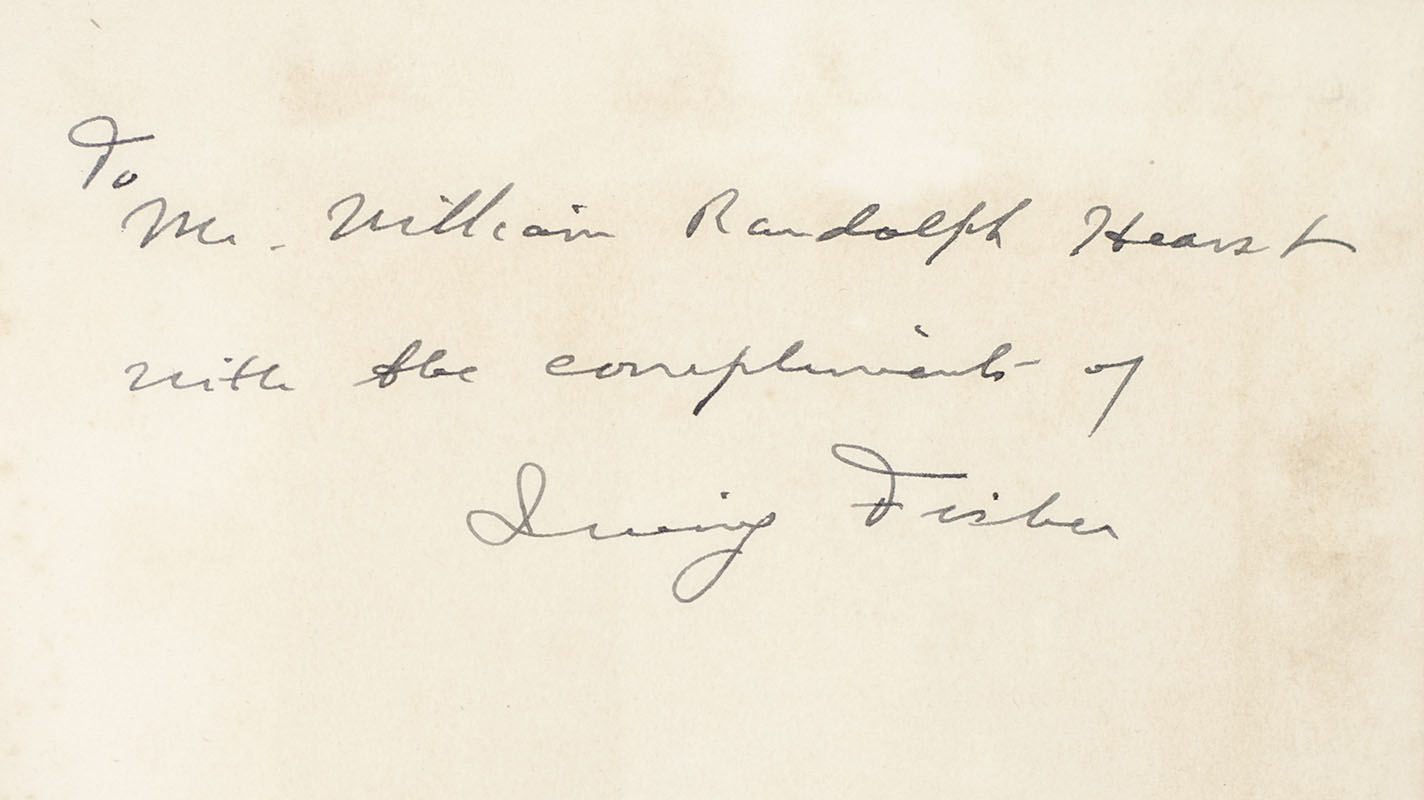 To
Mr. William Randolph Hearst
with the compliments of
Irving Fisher